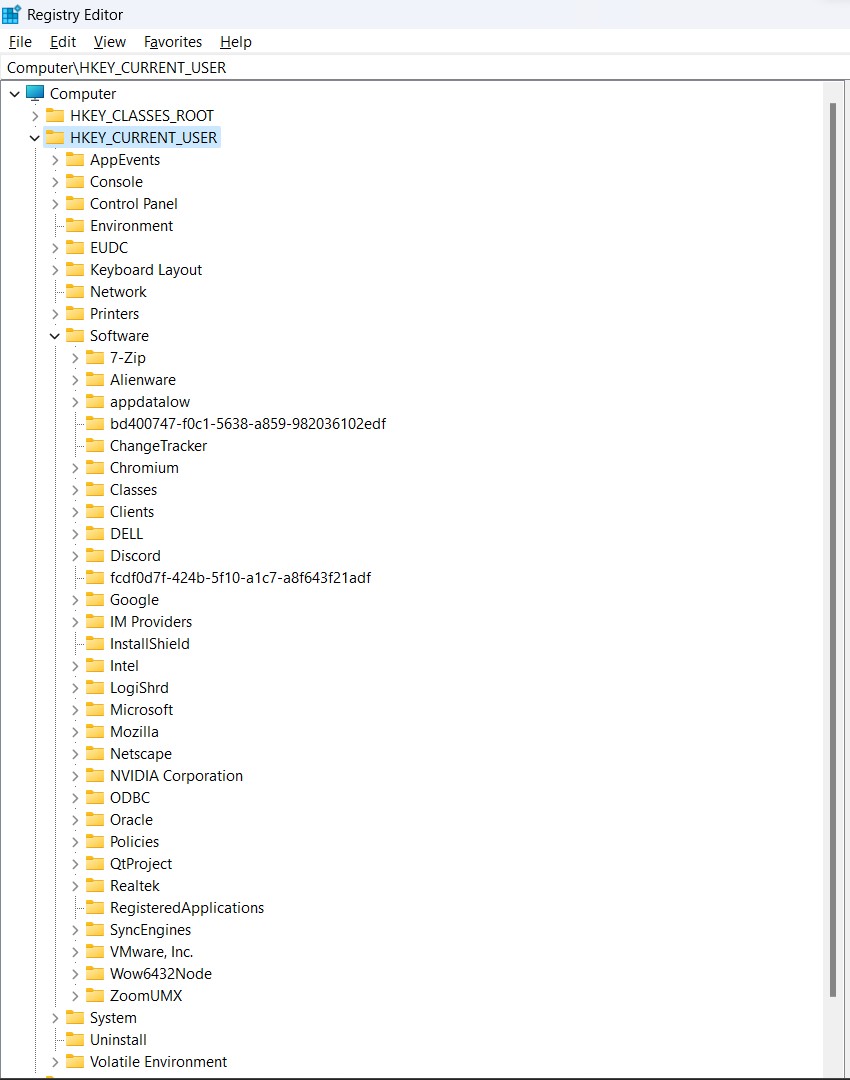 Registry Editor
File Edit View Favorites Help
Computer\HKEY_CURRENT_USER
Computer
HKEY_CLASSES_ROOT
HKEY_CURRENT_USER
AppEvents
Console
Control Panel
Environment
EUDC
Keyboard Layout
Network
Printers
Software
7-Zip
Alienware
appdatalow
bd400747-f0c1-5638-a859-982036102edf
ChangeTracker
Chromium
Classes
Clients
DELL
Discord
fcdf0d7f-424b-5f10-a1c7-a8f643f21adf
Google
IM Providers
InstallShield
Intel
LogiShrd
Microsoft
Mozilla
Netscape
NVIDIA Corporation
ODBC
Oracle
Policies
QtProject
Realtek
RegisteredApplications
SyncEngines
VMware, Inc.
Wow6432Node
ZoomUMX
System
Uninstall
Volatile Environment